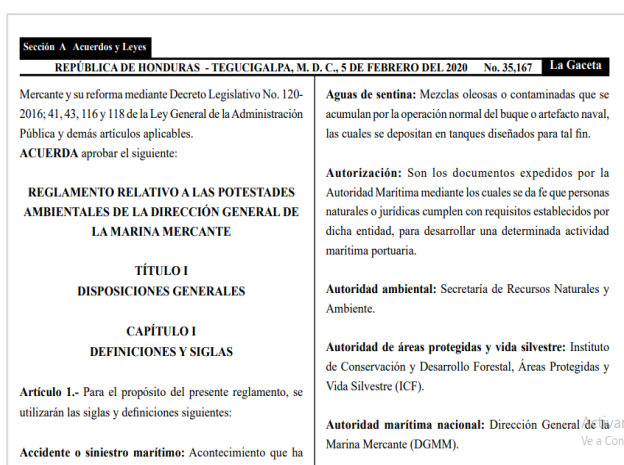 Sección A Acuerdos y Leyes
REPÚBLICA DE HONDURAS - TEGUCIGALPA, M. D. C., 5 DE FEBRERO DEL 2020 No. 35,167 La Gaceta
Mercante y su reforma mediante Decreto Legislativo No. 120-
2016; 41, 43, 116 y 118 de la Ley General de la Administración
Pública y demás artículos aplicables.
ACUERDA aprobar el siguiente:
REGLAMENTO RELATIVO A LAS POTESTADES
AMBIENTALES DE LA DIRECCIÓN GENERAL DE
LA MARINA MERCANTE
TÍTULO I
DISPOSICIONES GENERALES
CAPÍTULO I
DEFINICIONES Y SIGLAS
Artículo 1.- Para el propósito del presente reglamento, se
utilizarán las siglas y definiciones siguientes:
Accidente o siniestro marítimo: Acontecimiento que ha
Aguas de sentina: Mezclas oleosas o contaminadas que se
acumulan por la operación normal del buque o artefacto naval,
las cuales se depositan en tanques diseñados para tal fin.
Autorización: Son los documentos expedidos por la
Autoridad Marítima mediante los cuales se da fe que personas
naturales o jurídicas cumplen con requisitos establecidos por
dicha entidad, para desarrollar una determinada actividad
marítima portuaria.
Autoridad ambiental: Secretaría de Recursos Naturales y
Ambiente.
Autoridad de áreas protegidas y vida silvestre: Instituto
de Conservación y Desarrollo Forestal, Áreas Protegidas y
Vida Silvestre (ICF).
Autoridad marítima nacional: Dirección General de la
Marina Mercante (DGMM).
Ve a Con